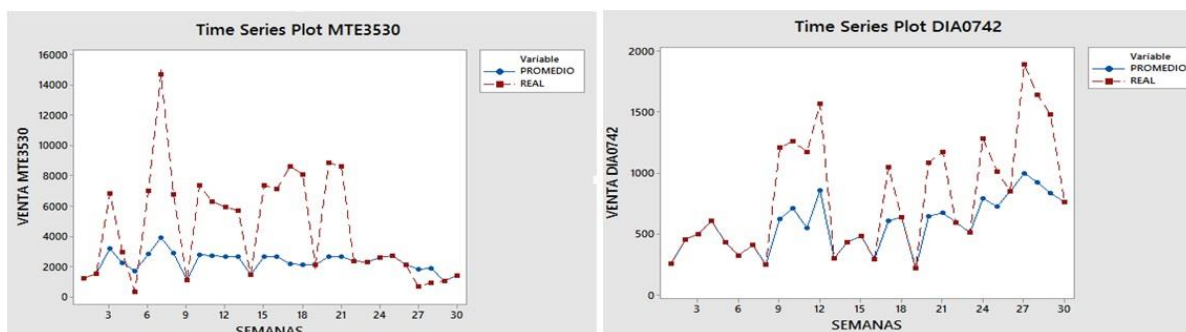 Time Series Plot MTE3530
VENTA MTE3530
16000
14000
12000
10000
8000
6000
4000
2000
0
3 6 9 12 15 18 21 24 27 30
SEMANAS
Variable
PROMEDIO
REAL
Time Series Plot DIA0742
VENTA DIA0742
2000
1500
1000
500
0
3 6 9 12 15 18 21 24 27 30
SEMANAS
Variable
PROMEDIO
REAL